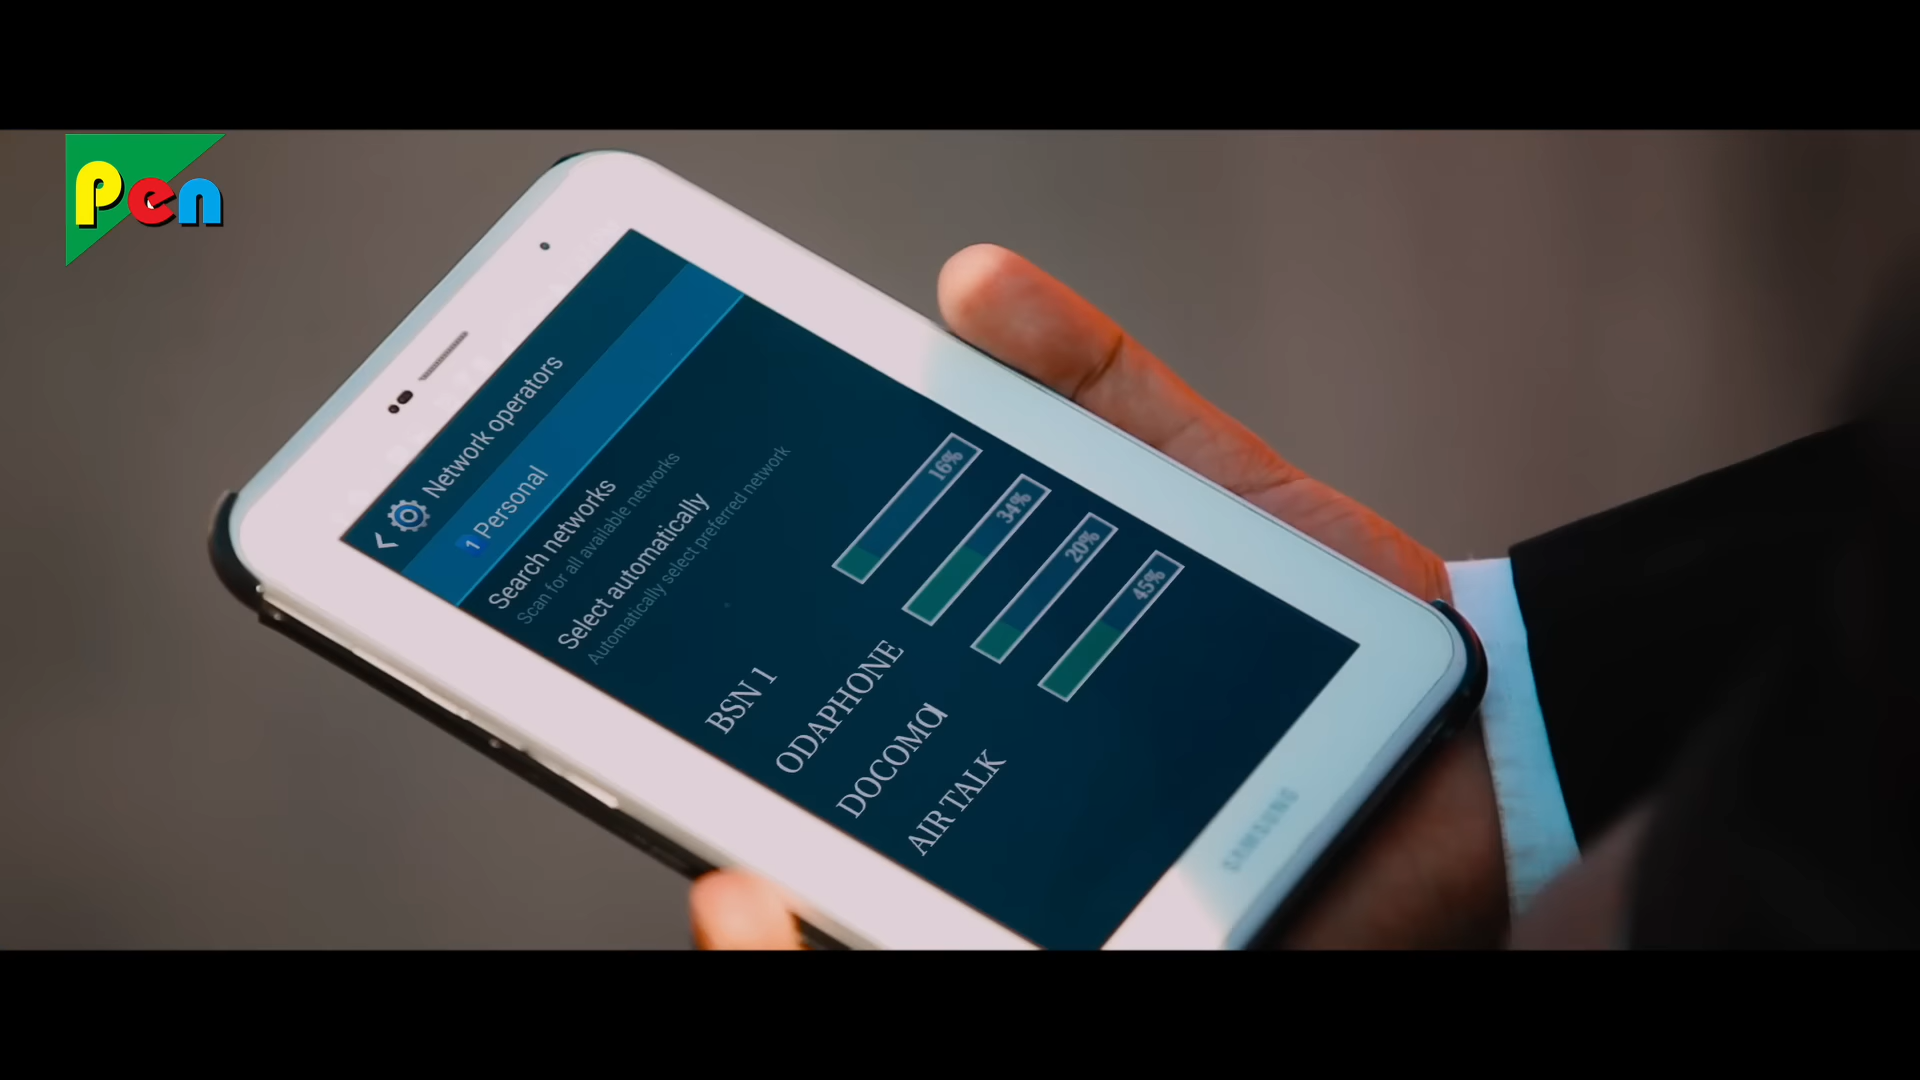 Pen
Network operators
1 Personal
Search networks
Scan for all available networks
Select automatically
Automatically select preferred network
BSN 1 16%
ODAPHONE 34%
DOCOMO 20%
AIR TALK 45%
SAMSUNG